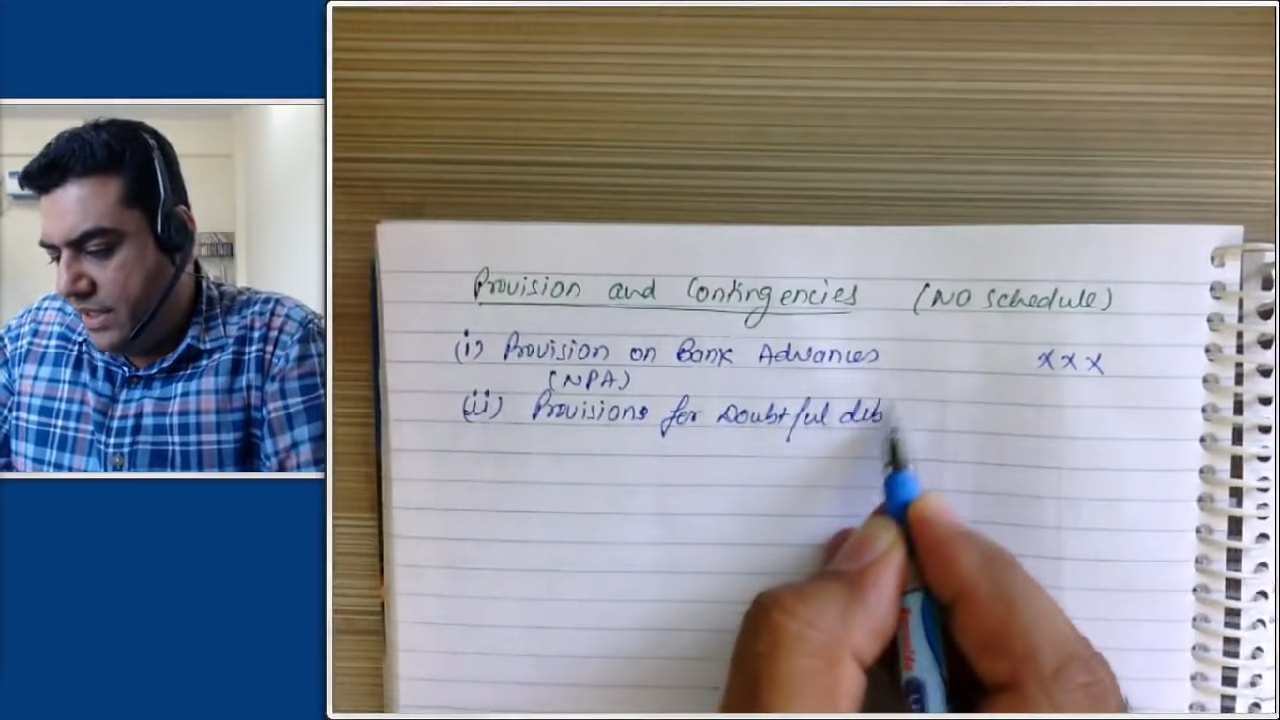 Provision and Contingencies (NO Schedule)
(i) Provision on Bank Advances xxx
(NPA)
(ii) Provisions for Doubtful deb